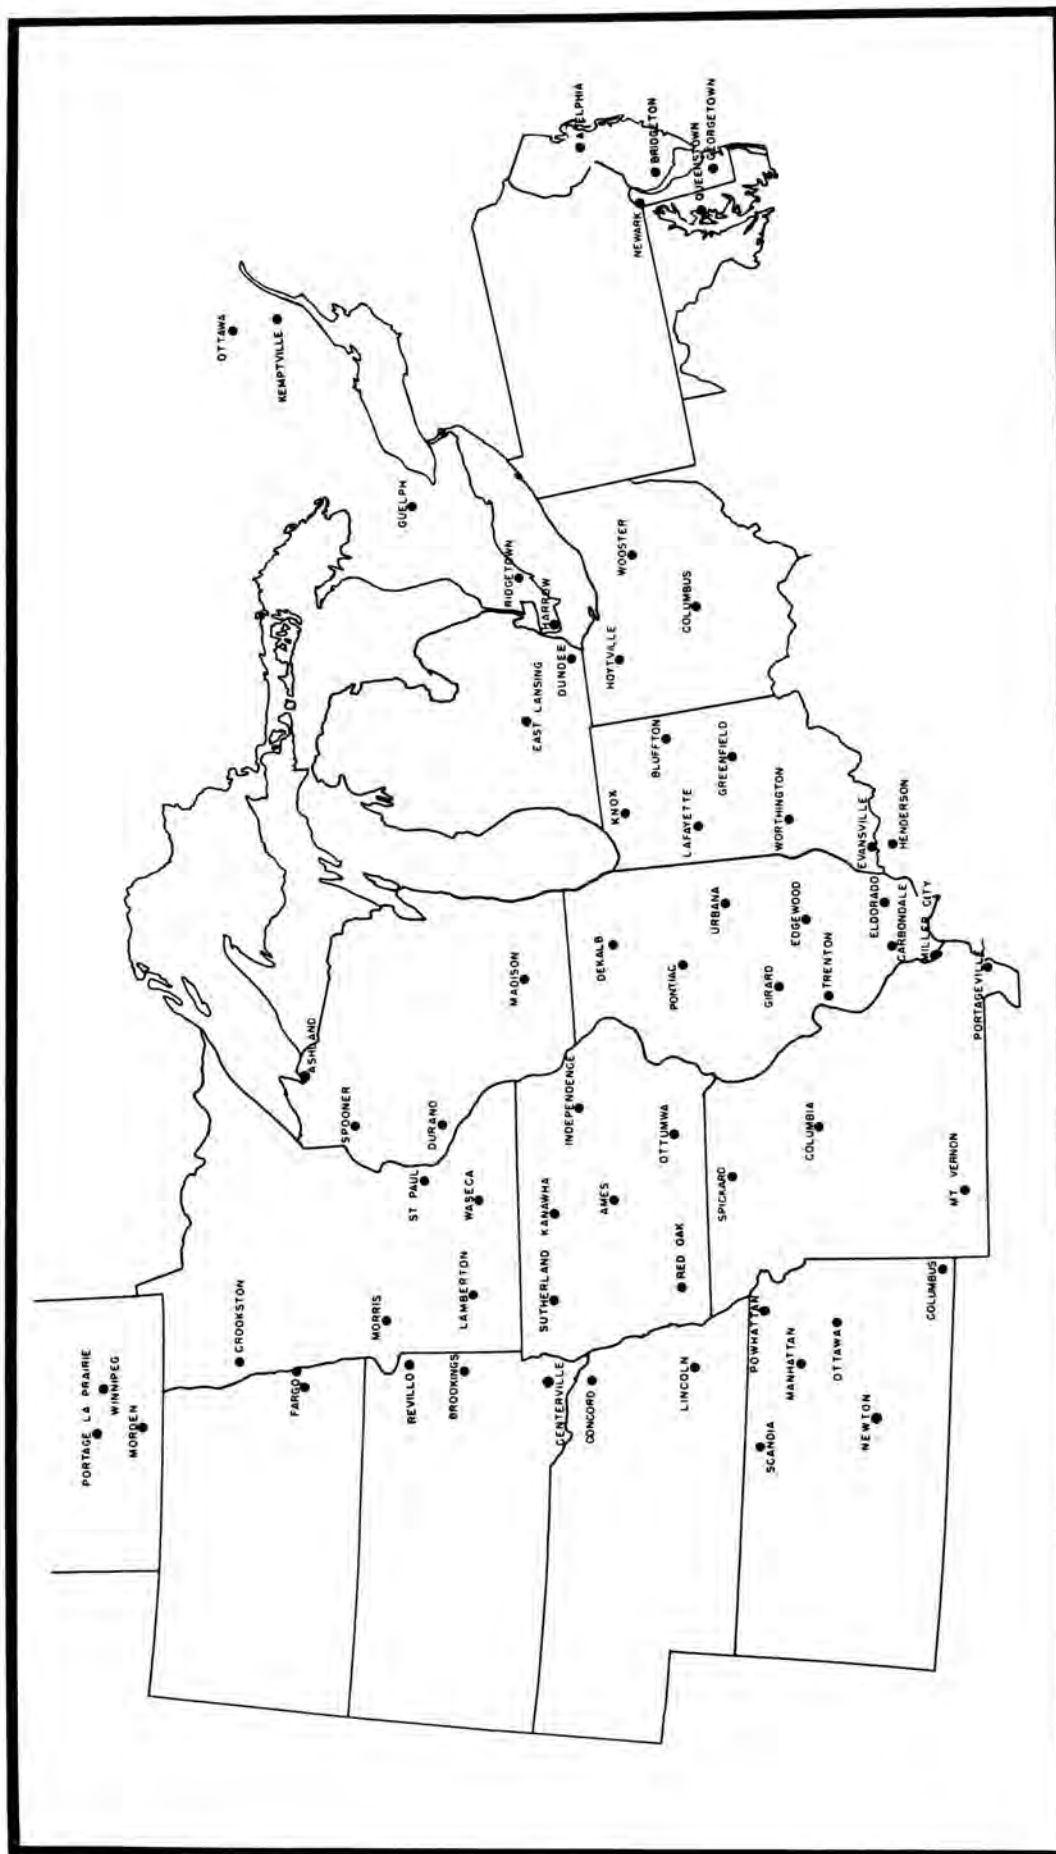 PORTAGE LA PRAIRIE
WINNIPEG
MORDEN
CROOKSTON
FARGO
MORRIS
REVILLO
BROOKINGS
LAMBERTON
ST PAUL
WASECA
SPOONER
DURAND
ASHLAND
MADISON
CENTERVILLE
CONCORD
LINCOLN
SUTHERLAND
KANAWHA
AMES
RED OAK
INDEPENDENCE
OTTUMWA
SCANDIA
POWHATTAN
MANHATTAN
OTTAWA
NEWTON
COLUMBUS
SPICKARD
COLUMBIA
MT VERNON
PORTAGEVILLE
DEKALB
PONTIAC
URBANA
GIRARD
EDGEWOOD
TRENTON
ELDORADO
CARBONDALE
MILLER CITY
KNOX
BLUFFTON
LAFAYETTE
GREENFIELD
WORTHINGTON
EVANSVILLE
HENDERSON
EAST LANSING
DUNDEE
HOYTVILLE
WOOSTER
COLUMBUS
HARROW
RIDGETOWN
GUELPH
OTTAWA
KEMPTVILLE
NEWARK
ADELPHIA
BRIDGETON
QUEENSTOWN
GEORGETOWN